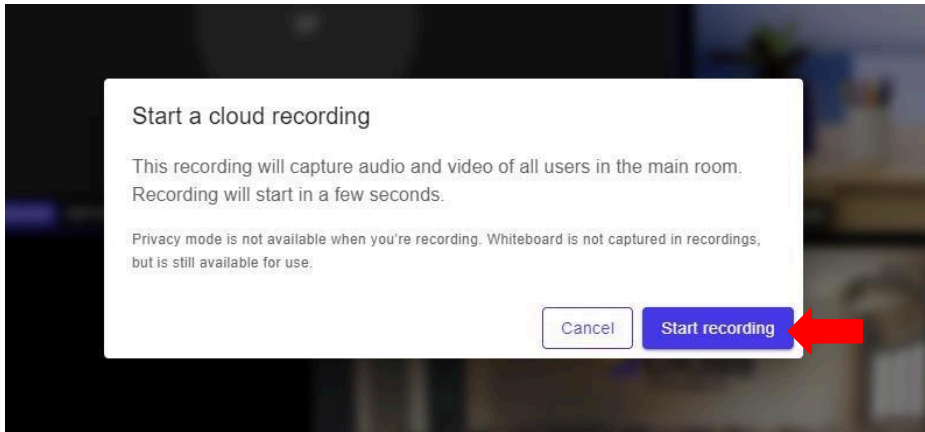 Start a cloud recording
This recording will capture audio and video of all users in the main room.
Recording will start in a few seconds.
Privacy mode is not available when you're recording. Whiteboard is not captured in recordings,
but is still available for use.
Cancel Start recording